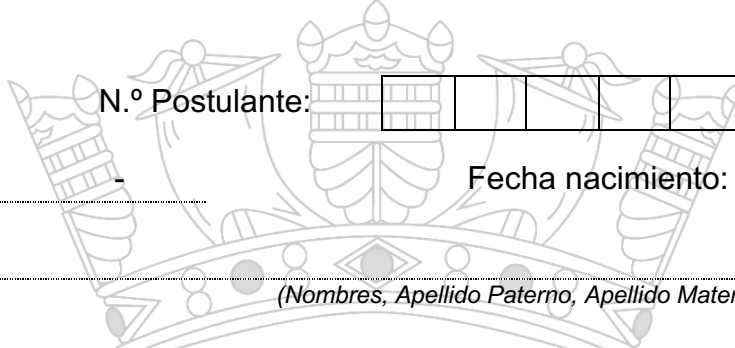 N.º Postulante:
- Fecha nacimiento:
(Nombres, Apellido Paterno, Apellido Mater